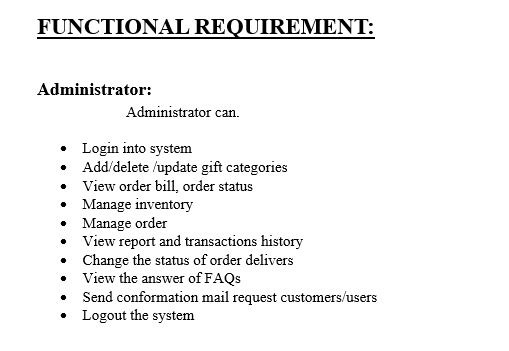 FUNCTIONAL REQUIREMENT:
Administrator:
Administrator can.
• Login into system
• Add/delete /update gift categories
• View order bill, order status
• Manage inventory
• Manage order
• View report and transactions history
• Change the status of order delivers
• View the answer of FAQs
• Send conformation mail request customers/users
• Logout the system